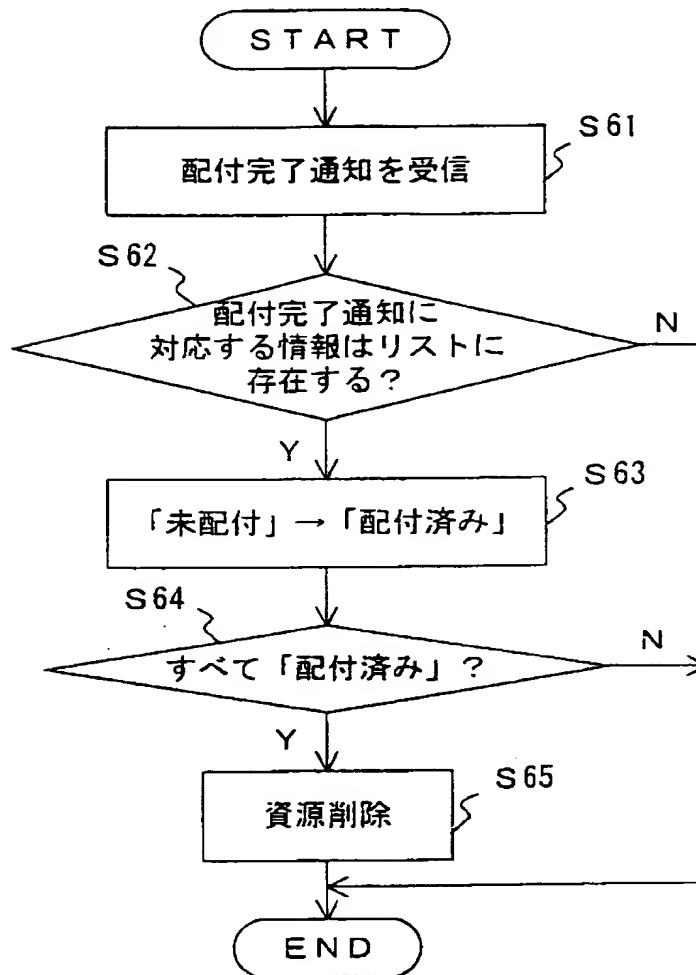 START
S61
配付完了通知を受信
S62
配付完了通知に
対応する情報はリストに
存在する?
N
Y
S63
「未配付」→「配付済み」
S64
すべて「配付済み」?
N
Y
S65
資源削除
END